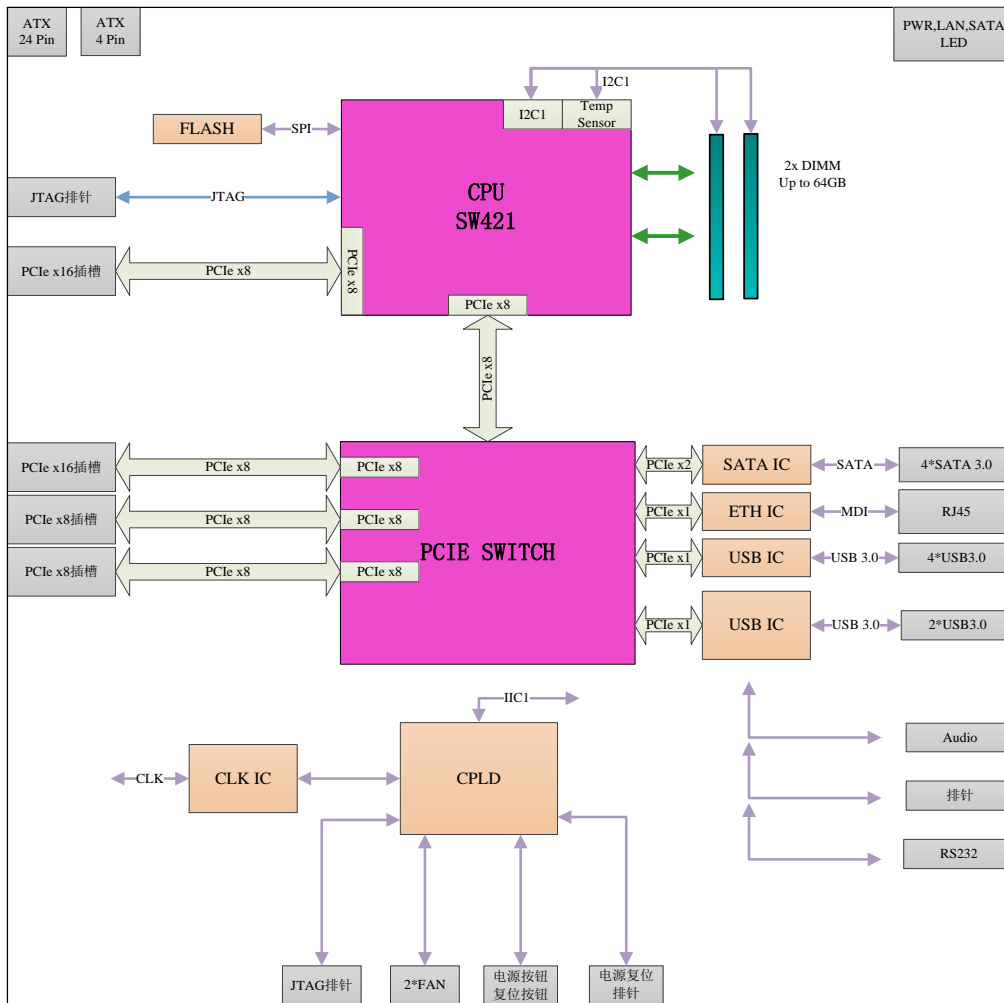 ATX
24 Pin
ATX
4 Pin
PWR,LAN,SATA
LED
I2C1
I2C1
Temp
Sensor
FLASH
SPI
2x DIMM
Up to 64GB
CPU
SW421
JTAG排针
JTAG
PCIe x16插槽
PCIe x8
PCIe x8
PCIe x8
PCIe x8
PCIe x16插槽
PCIe x8
PCIe x8
PCIe x2
SATA IC
SATA
4*SATA 3.0
PCIe x8插槽
PCIe x8
PCIe x8
PCIe x1
ETH IC
MDI
RJ45
PCIE SWITCH
PCIe x1
USB IC
USB 3.0
4*USB3.0
PCIe x8插槽
PCIe x8
PCIe x8
PCIe x1
USB IC
USB 3.0
2*USB3.0
IIC1
Audio
CLK
CLK IC
CPLD
排针
RS232
JTAG排针
2*FAN
电源按钮
复位按钮
电源复位
排针